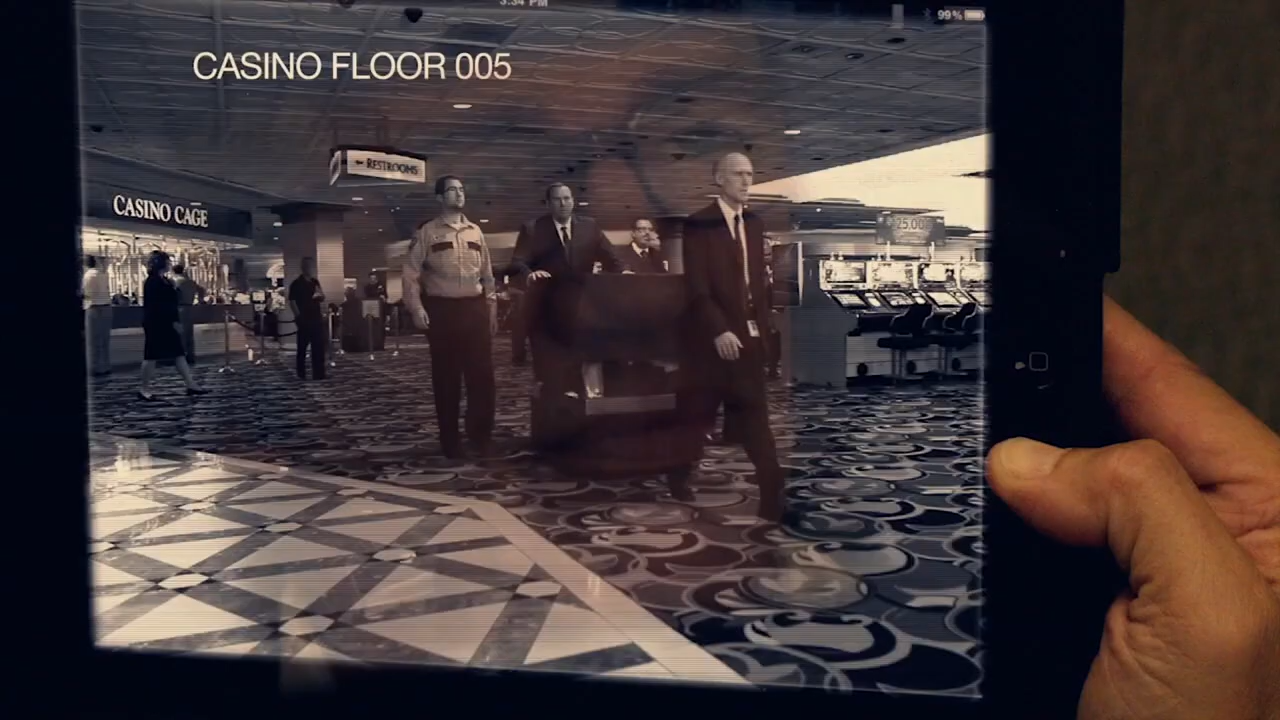 3:34 PM
99%
CASINO FLOOR 005
← RESTROOMS
CASINO CAGE
$25,000